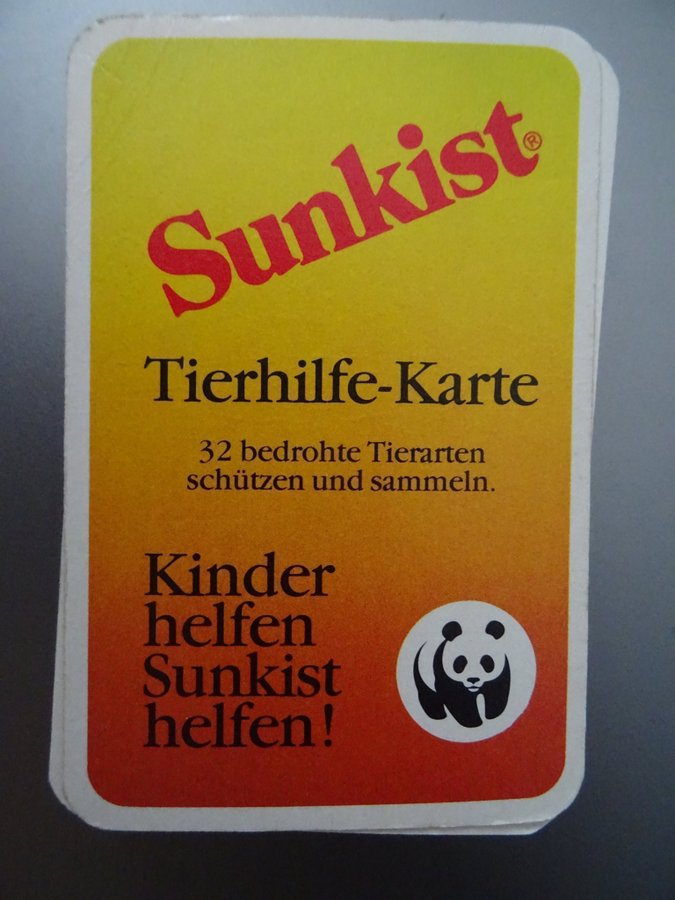 Sunkist®
Tierhilfe-Karte
32 bedrohte Tierarten
schützen und sammeln.
Kinder
helfen
Sunkist
helfen!